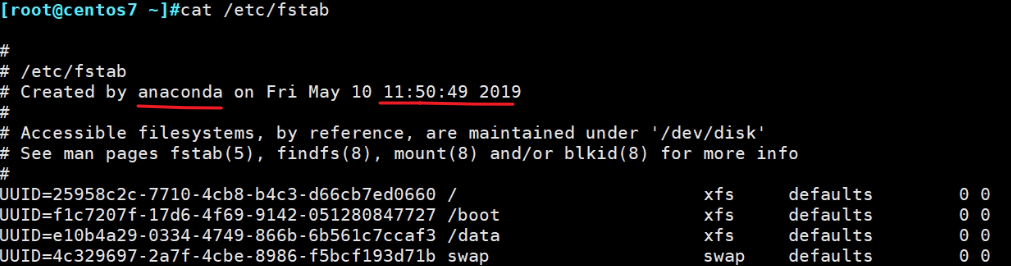 [root@centos7 ~]#cat /etc/fstab
#
# /etc/fstab
# Created by anaconda on Fri May 10 11:50:49 2019
#
# Accessible filesystems, by reference, are maintained under '/dev/disk'
# See man pages fstab(5), findfs(8), mount(8) and/or blkid(8) for more info
#
UUID=25958c2c-7710-4cb8-b4c3-d66cb7ed0660 / xfs defaults 0 0
UUID=f1c7207f-17d6-4f69-9142-051280847727 /boot xfs defaults 0 0
UUID=e10b4a29-0334-4749-866b-6b561c7ccaf3 /data xfs defaults 0 0
UUID=4c329697-2a7f-4cbe-8986-f5bcf193d71b swap swap defaults 0 0